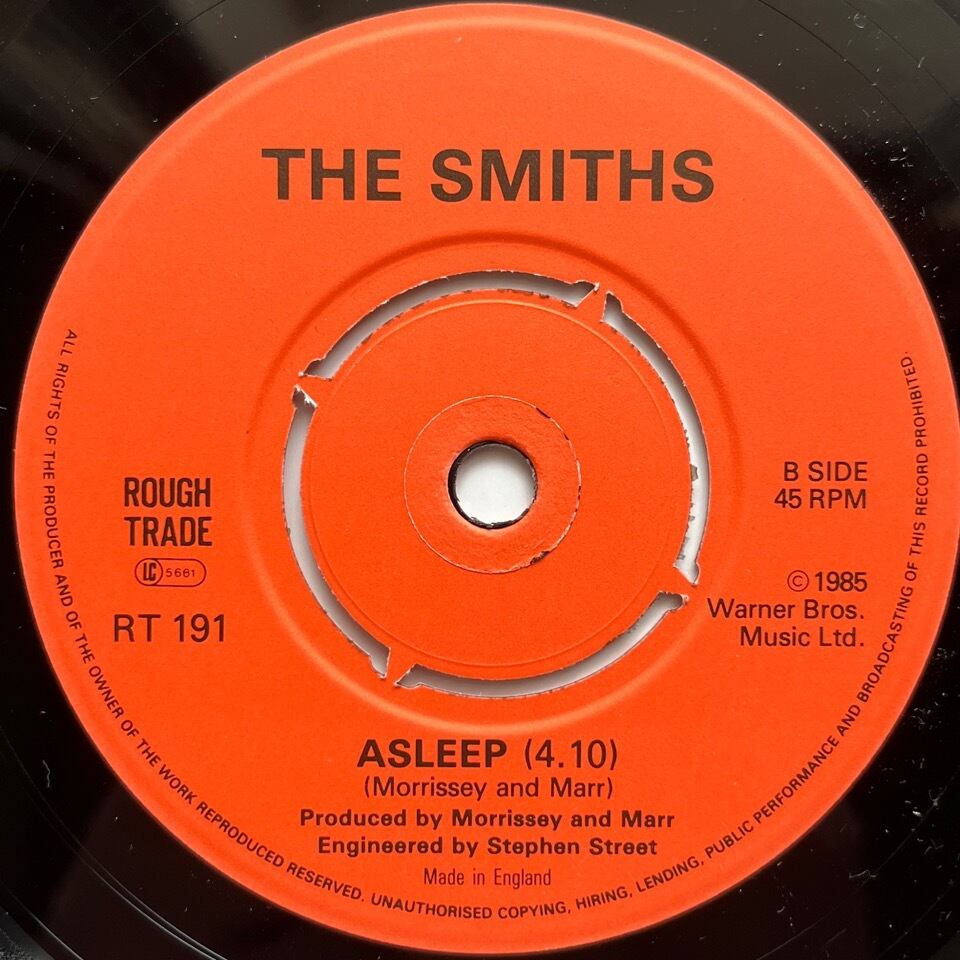 THE SMITHS
ROUGH
TRADE
LC 5661
RT 191
B SIDE
45 RPM
© 1985
Warner Bros.
Music Ltd.
ASLEEP (4.10)
(Morrissey and Marr)
Produced by Morrissey and Marr
Engineered by Stephen Street
Made in England
ALL RIGHTS OF THE PRODUCER AND OF THE OWNER OF THE WORK REPRODUCED RESERVED. UNAUTHORISED COPYING, HIRING, LENDING, PUBLIC PERFORMANCE AND BROADCASTING OF THIS RECORD PROHIBITED.